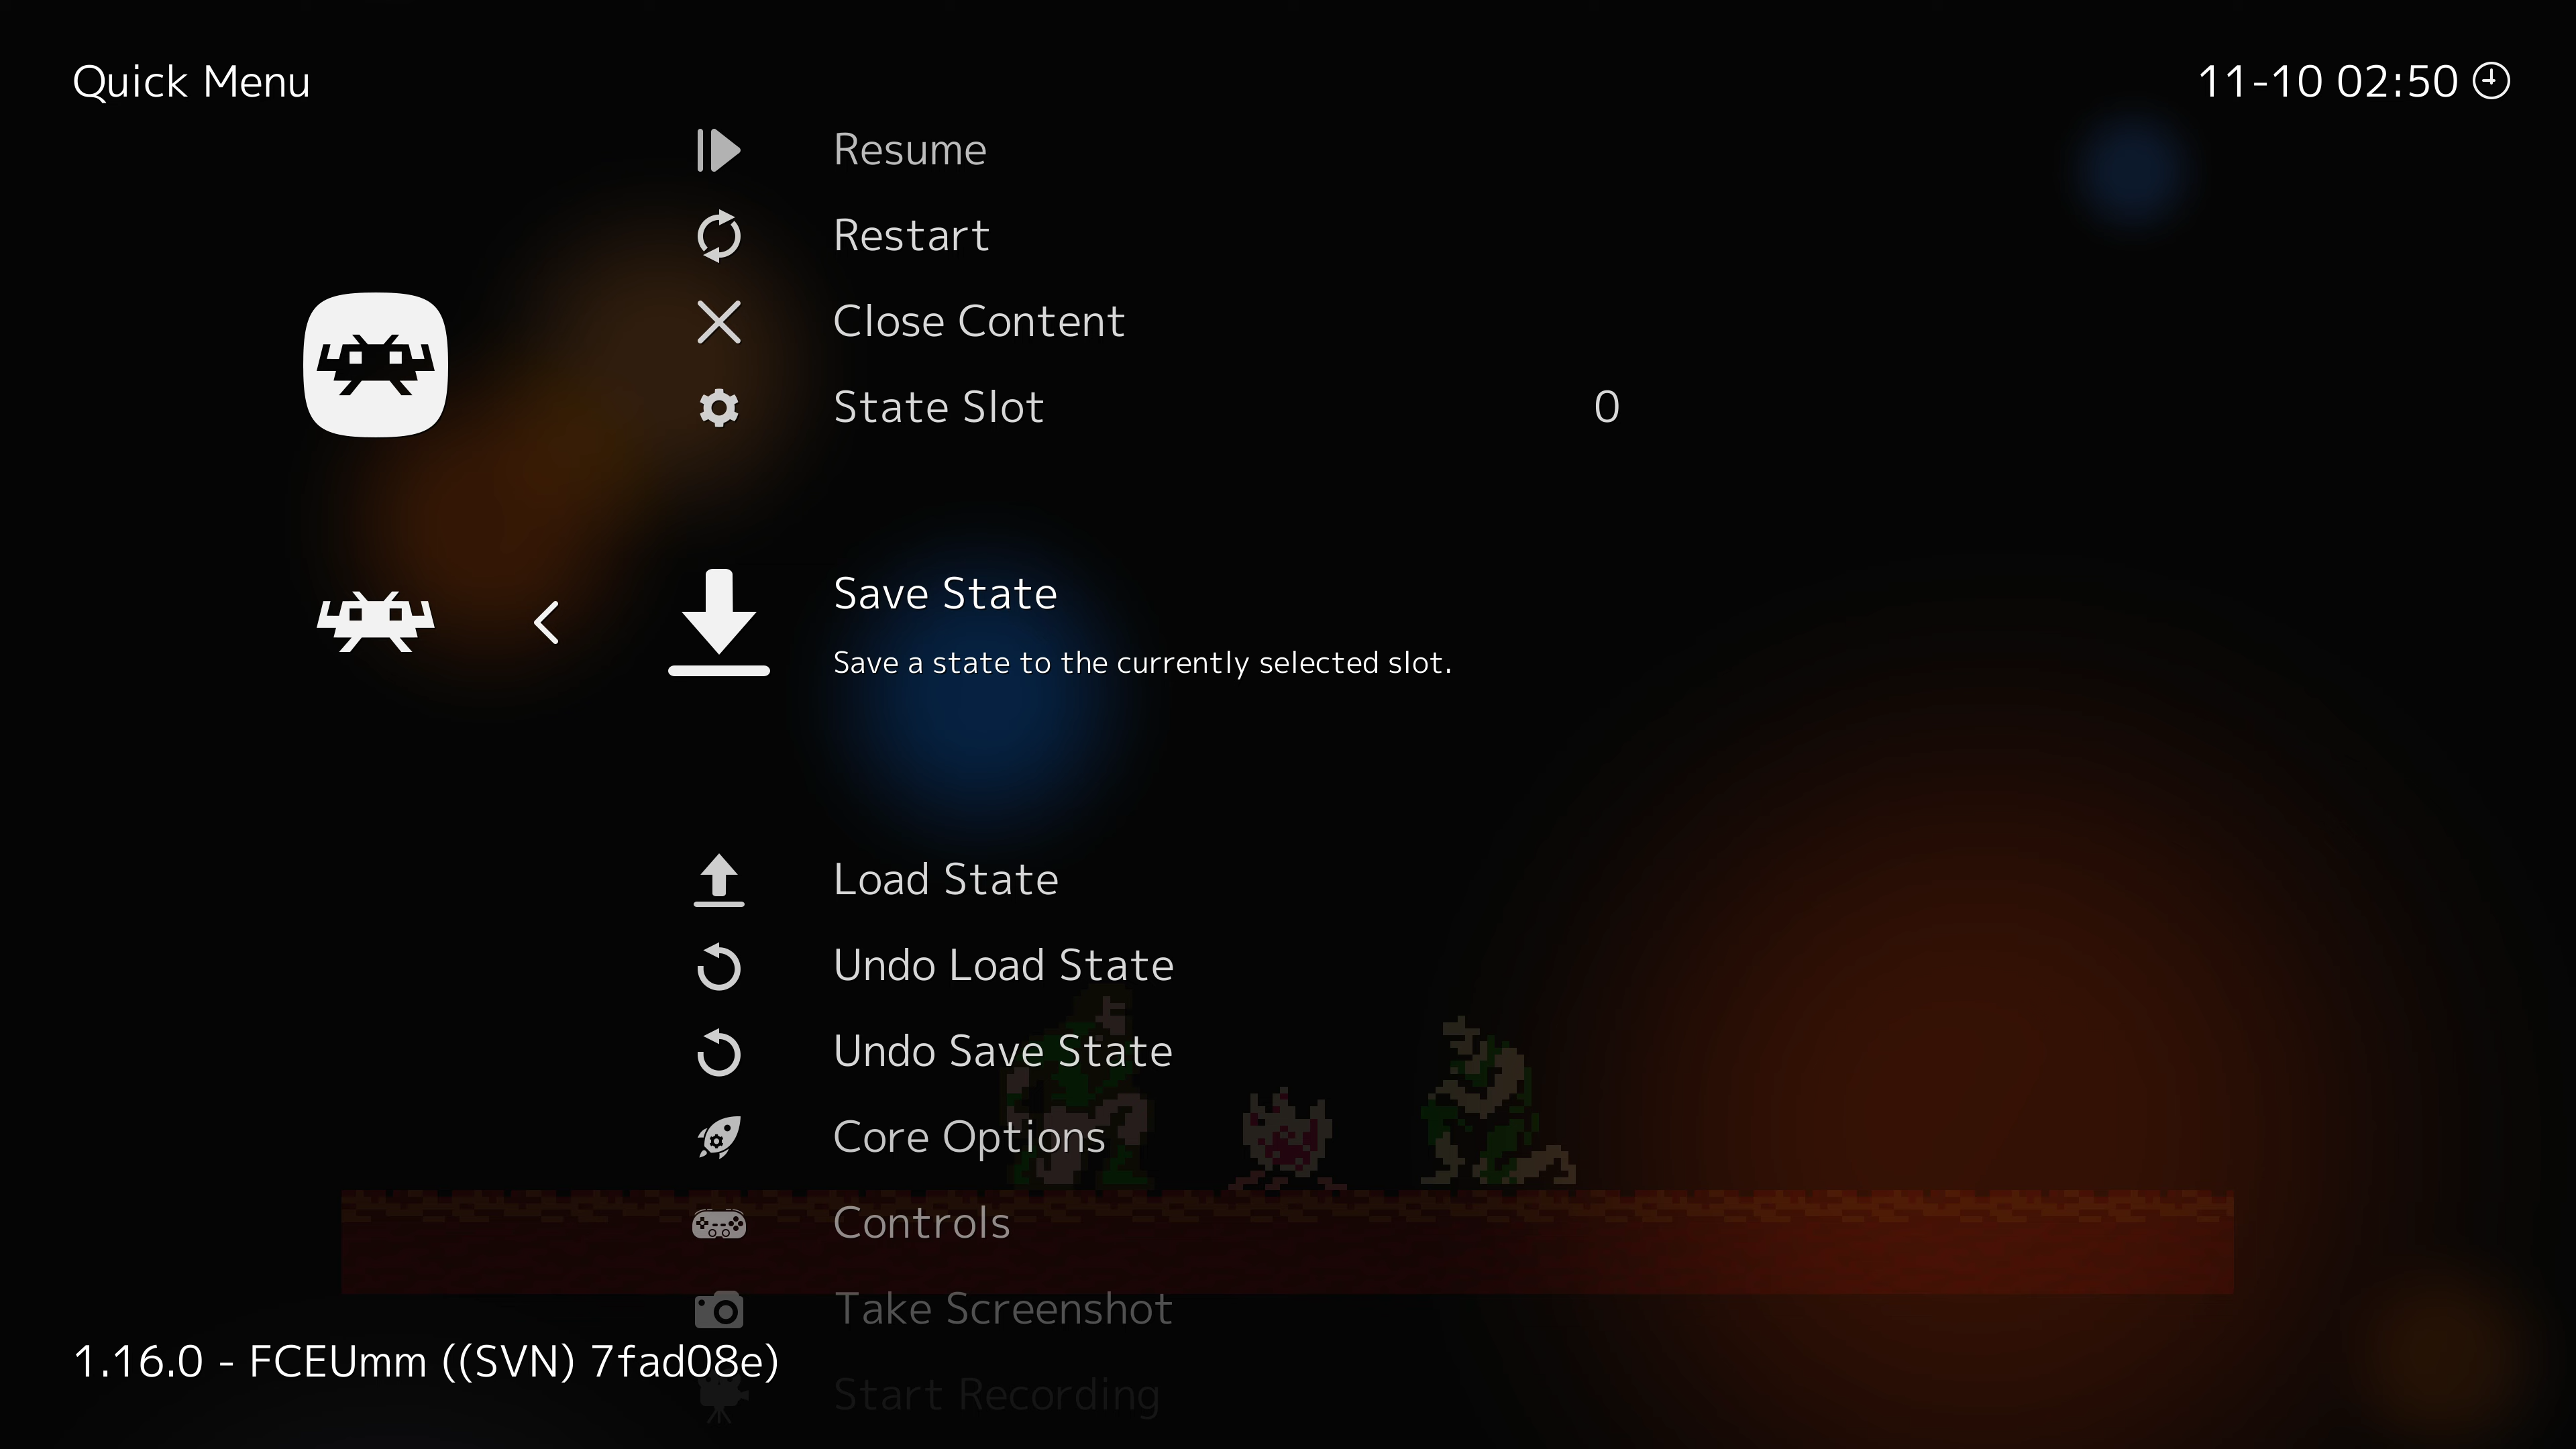 Quick Menu
11-10 02:50
Resume
Restart
Close Content
State Slot 0
Save State
Save a state to the currently selected slot.
Load State
Undo Load State
Undo Save State
Core Options
Controls
Take Screenshot
1.16.0 - FCEUmm ((SVN) 7fad08e)
Start Recording